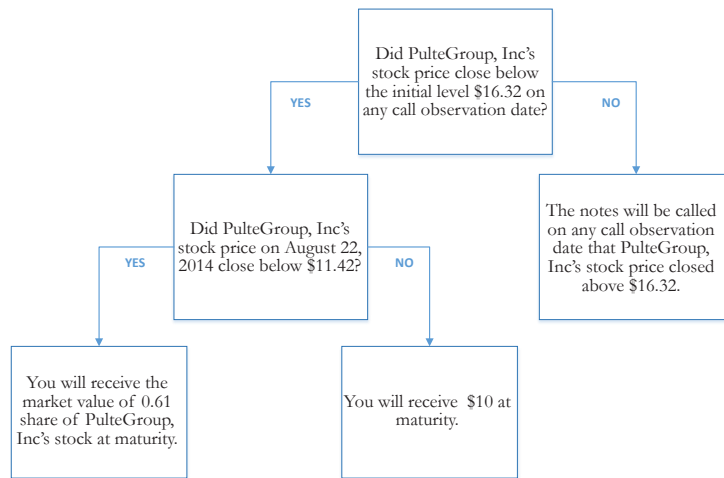 Did PulteGroup, Inc's
stock price close below
the initial level $16.32 on
any call observation date?
YES
NO
Did PulteGroup, Inc's
stock price on August 22,
2014 close below $11.42?
The notes will be called
on any call observation
date that PulteGroup,
Inc's stock price closed
above $16.32.
YES
NO
You will receive the
market value of 0.61
share of PulteGroup,
Inc's stock at maturity.
You will receive $10 at
maturity.